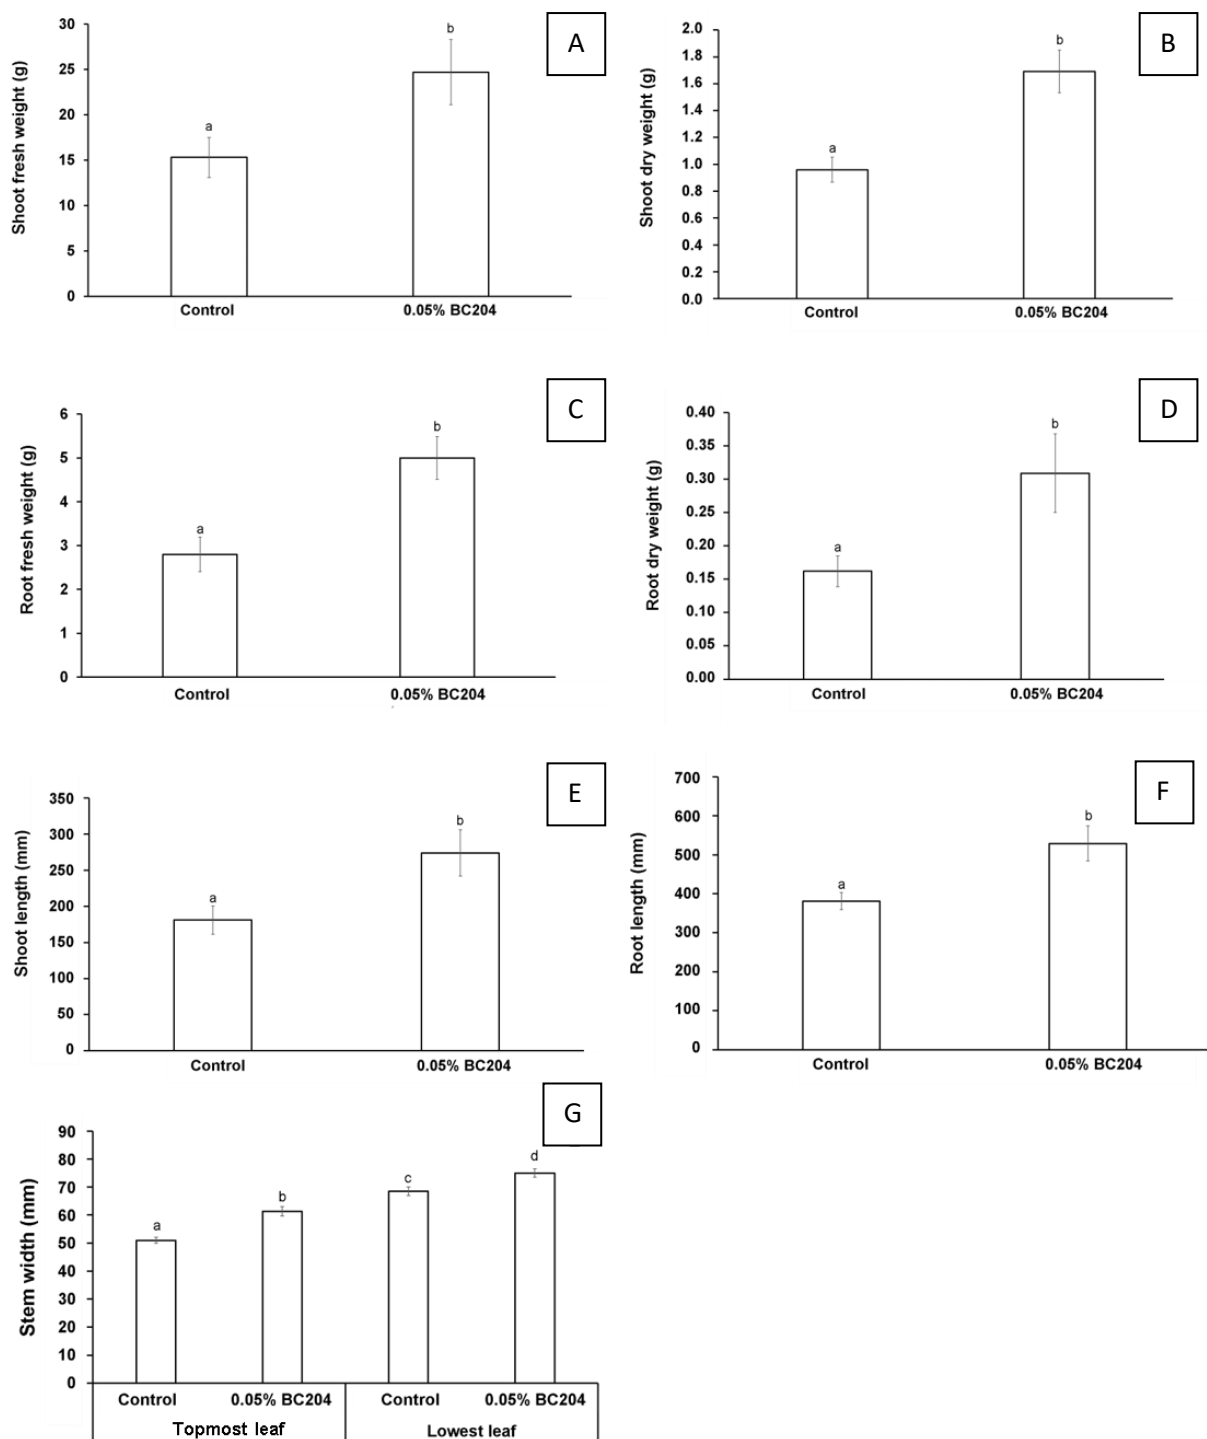 A
Shoot fresh weight (g)
30
25
20
15
10
5
0
a
b
Control
0.05% BC204
B
Shoot dry weight (g)
2.0
1.8
1.6
1.4
1.2
1.0
0.8
0.6
0.4
0.2
0.0
a
b
Control
0.05% BC204
C
Root fresh weight (g)
6
5
4
3
2
1
0
a
b
Control
0.05% BC204
D
Root dry weight (g)
0.40
0.35
0.30
0.25
0.20
0.15
0.10
0.05
0.00
a
b
Control
0.05% BC204
E
Shoot length (mm)
350
300
250
200
150
100
50
0
a
b
Control
0.05% BC204
F
Root length (mm)
700
600
500
400
300
200
100
0
a
b
Control
0.05% BC204
G
Stem width (mm)
90
80
70
60
50
40
30
20
10
0
a
b
c
d
Control
0.05% BC204
Control
0.05% BC204
Topmost leaf
Lowest leaf